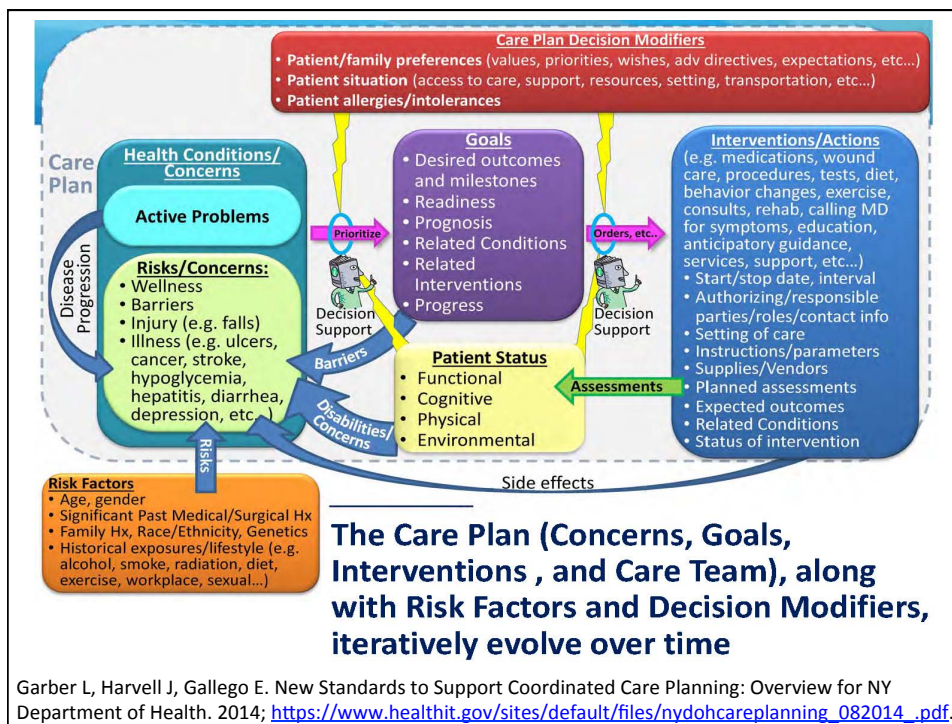 Care Plan Decision Modifiers
• Patient/family preferences (values, priorities, wishes, adv directives, expectations, etc…)
• Patient situation (access to care, support, resources, setting, transportation, etc…)
• Patient allergies/intolerances
Care
Plan
Health Conditions/
Concerns
Active Problems
Risks/Concerns:
• Wellness
• Barriers
• Injury (e.g. falls)
• Illness (e.g. ulcers,
cancer, stroke,
hypoglycemia,
hepatitis, diarrhea,
depression, etc…)
Disease
Progression
Prioritize
Decision
Support
Goals
• Desired outcomes
and milestones
• Readiness
• Prognosis
• Related Conditions
• Related
Interventions
• Progress
Orders, etc..
Decision
Support
Interventions/Actions
(e.g. medications, wound
care, procedures, tests, diet,
behavior changes, exercise,
consults, rehab, calling MD
for symptoms, education,
anticipatory guidance,
services, support, etc…)
• Start/stop date, interval
• Authorizing/responsible
parties/roles/contact info
• Setting of care
• Instructions/parameters
• Supplies/Vendors
• Planned assessments
• Expected outcomes
• Related Conditions
• Status of intervention
Barriers
Patient Status
• Functional
• Cognitive
• Physical
• Environmental
Assessments
Disabilities/
Concerns
Side effects
Risks
Risk Factors
• Age, gender
• Significant Past Medical/Surgical Hx
• Family Hx, Race/Ethnicity, Genetics
• Historical exposures/lifestyle (e.g.
alcohol, smoke, radiation, diet,
exercise, workplace, sexual…)
The Care Plan (Concerns, Goals,
Interventions , and Care Team), along
with Risk Factors and Decision Modifiers,
iteratively evolve over time
Garber L, Harvell J, Gallego E. New Standards to Support Coordinated Care Planning: Overview for NY
Department of Health. 2014; https://www.healthit.gov/sites/default/files/nydohcareplanning_082014_.pdf